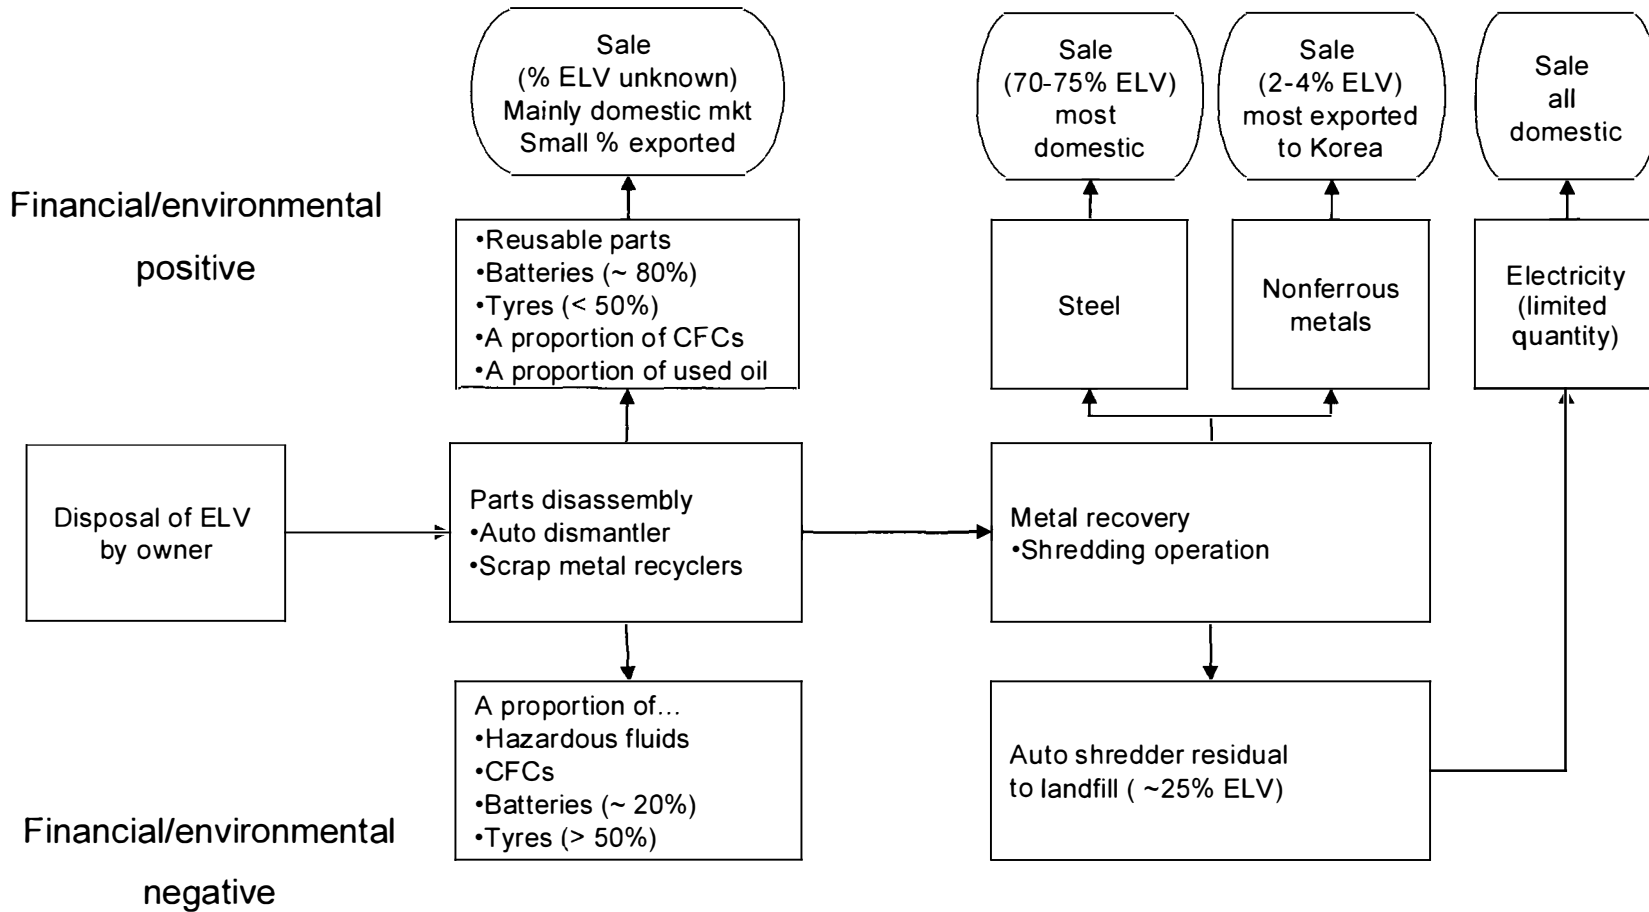 Sale
(% ELV unknown)
Mainly domestic mkt
Small % exported
Sale
(70-75% ELV)
most
domestic
Sale
(2-4% ELV)
most exported
to Korea
Sale
all
domestic
Financial/environmental
positive
•Reusable parts
•Batteries (~ 80%)
•Tyres (< 50%)
•A proportion of CFCs
•A proportion of used oil
Steel
Nonferrous
metals
Electricity
(limited
quantity)
Disposal of ELV
by owner
Parts disassembly
•Auto dismantler
•Scrap metal recyclers
Metal recovery
•Shredding operation
A proportion of...
•Hazardous fluids
•CFCs
•Batteries (~ 20%)
•Tyres (> 50%)
Auto shredder residual
to landfill ( ~25% ELV)
Financial/environmental
negative